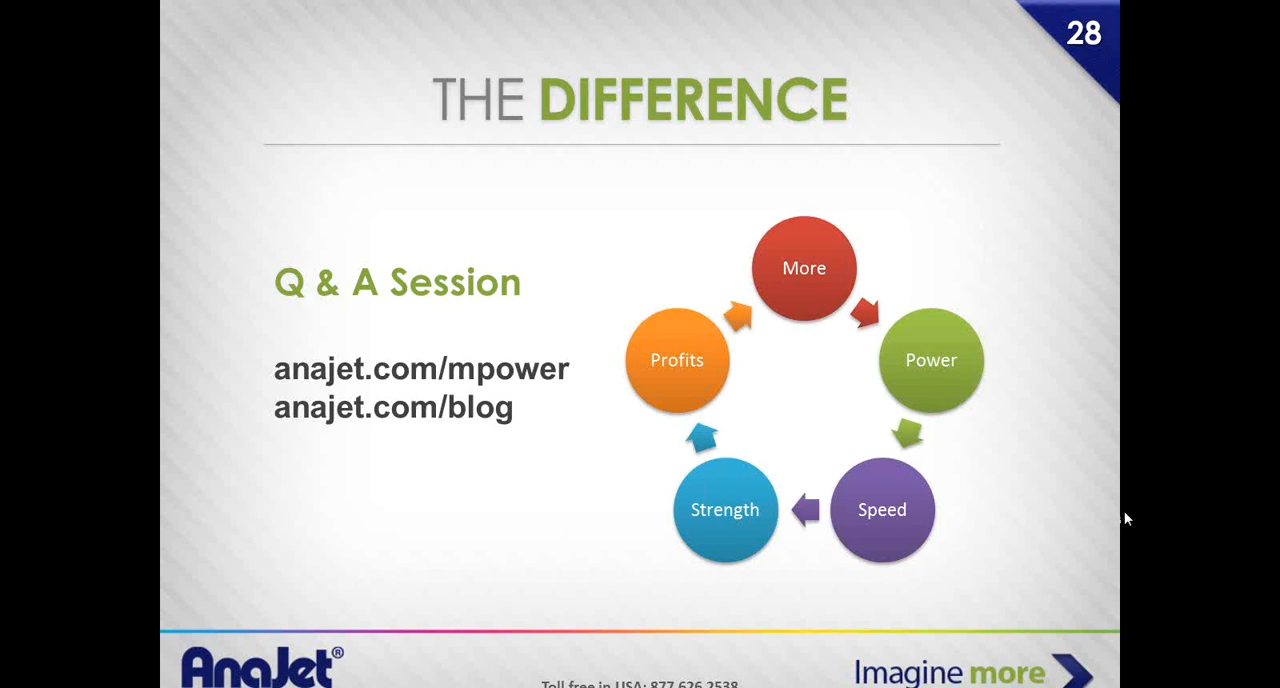 28
THE DIFFERENCE
Q & A Session
anajet.com/mpower
anajet.com/blog
More
Power
Speed
Strength
Profits
AnaJet®
Toll free in USA: 877.626.2538
Imagine more